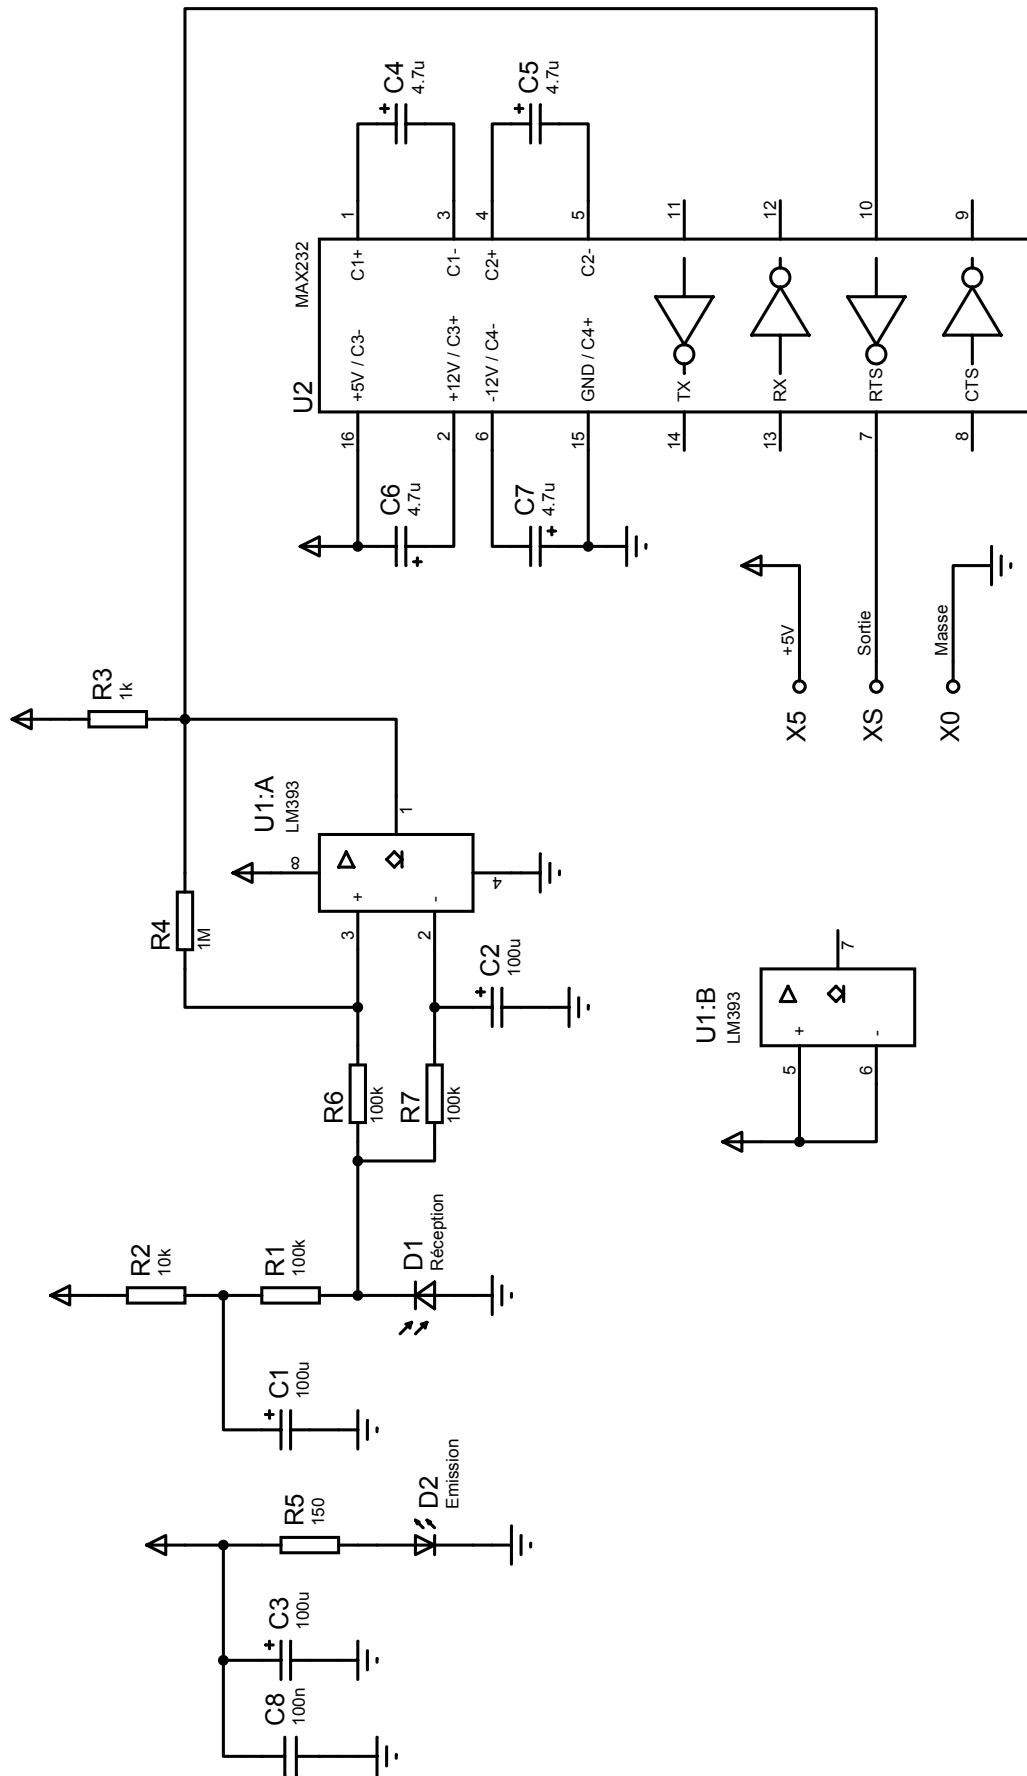 C4
4.7u
C5
4.7u
1
3
4
5
11
12
10
9
MAX232
U2
C1+
C1-
C2+
C2-
+5V / C3-
+12V / C3+
-12V / C4-
GND / C4+
TX
RX
RTS
CTS
16
2
6
15
14
13
7
8
C6
4.7u
C7
4.7u
+5V
Sortie
Masse
X5
XS
X0
R3
1k
U1:A
LM393
8
1
+
-
4
3
2
R4
1M
C2
100u
R6
100k
R7
100k
U1:B
LM393
7
+
-
5
6
R2
10k
R1
100k
D1
Réception
C1
100u
R5
150
D2
Emission
C3
100u
C8
100n